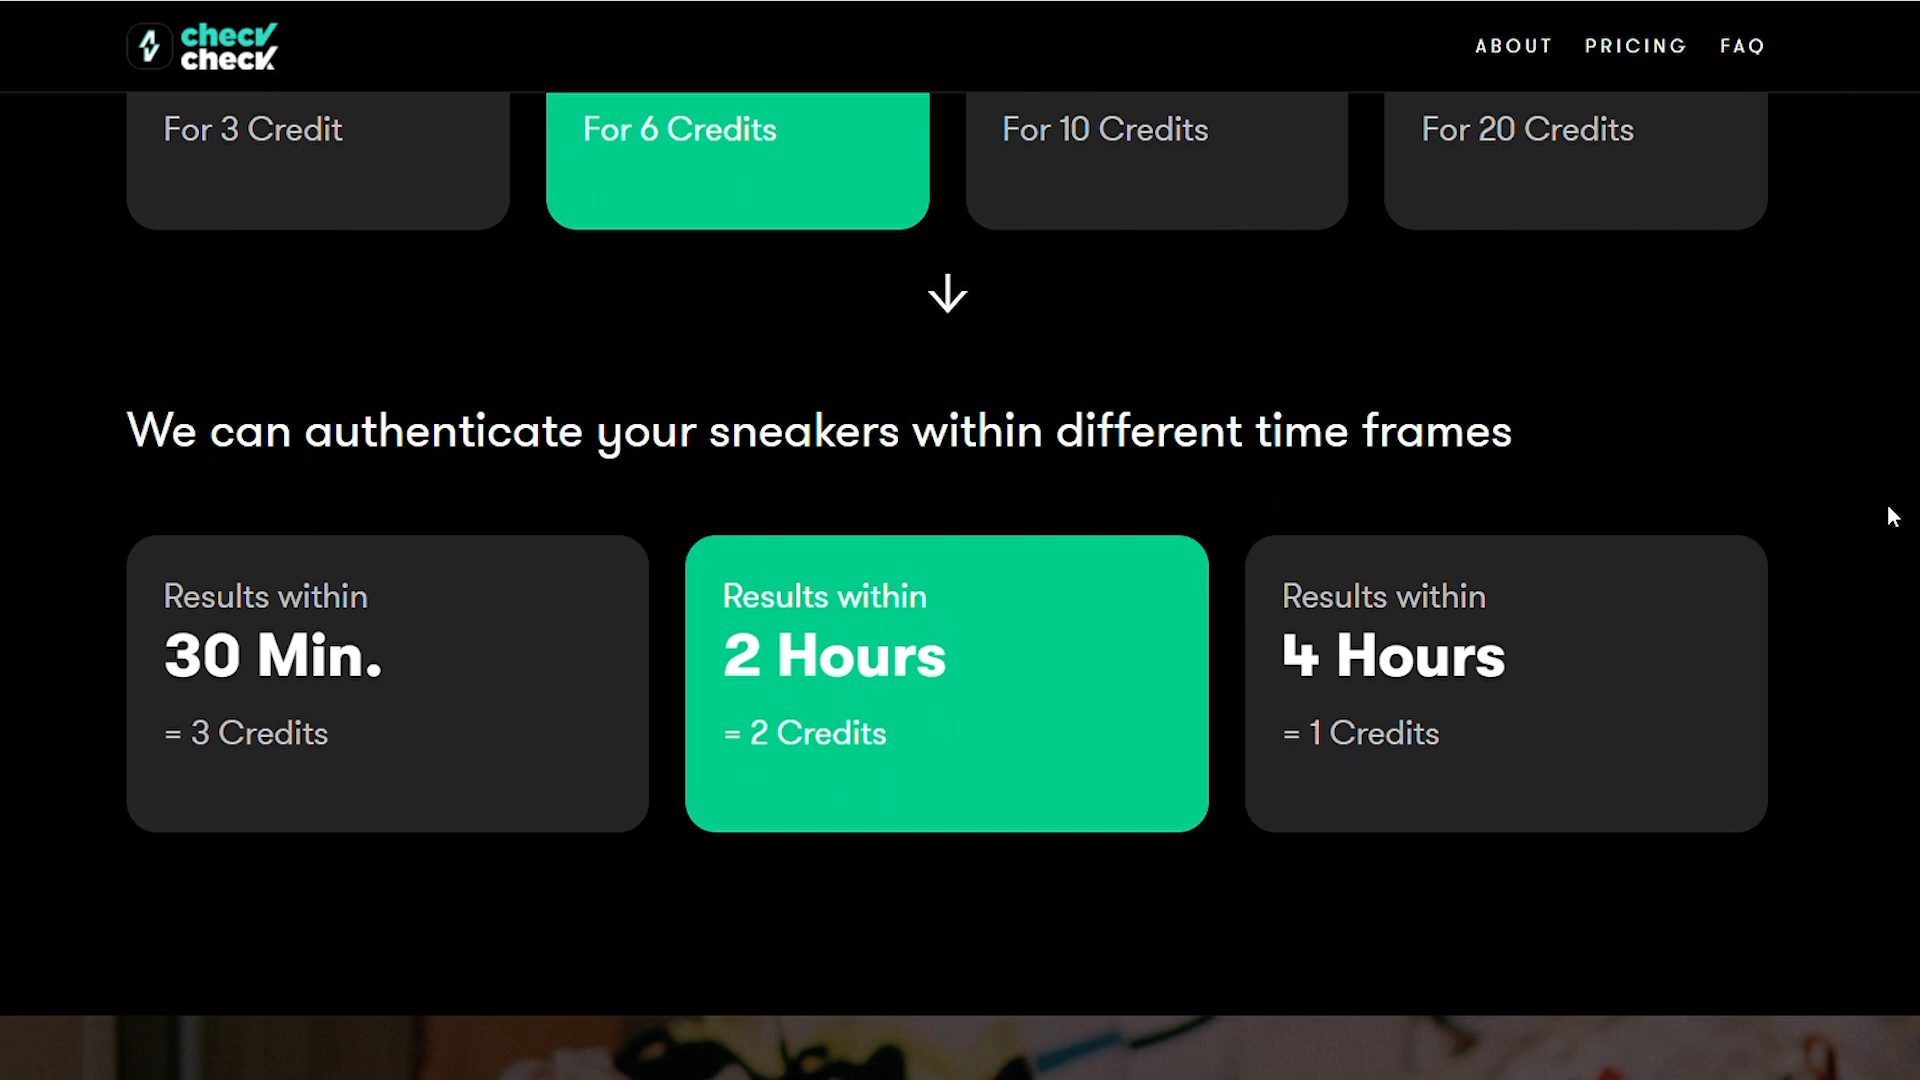 check
check.
ABOUT PRICING FAQ
For 3 Credit
For 6 Credits
For 10 Credits
For 20 Credits
We can authenticate your sneakers within different time frames
Results within
30 Min.
= 3 Credits
Results within
2 Hours
= 2 Credits
Results within
4 Hours
= 1 Credits